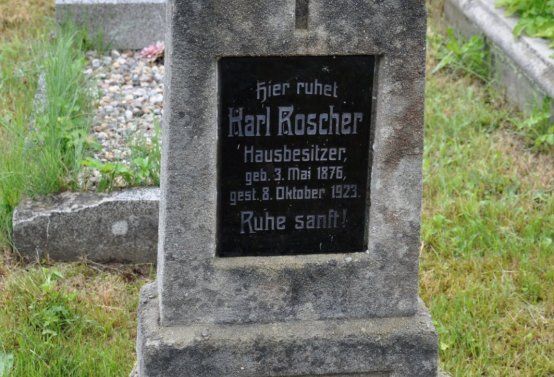 Hier ruhet
Karl Roscher
Hausbesitzer,
geb. 3. Mai 1876,
gest. 8. Oktober 1923.
Ruhe sanft!